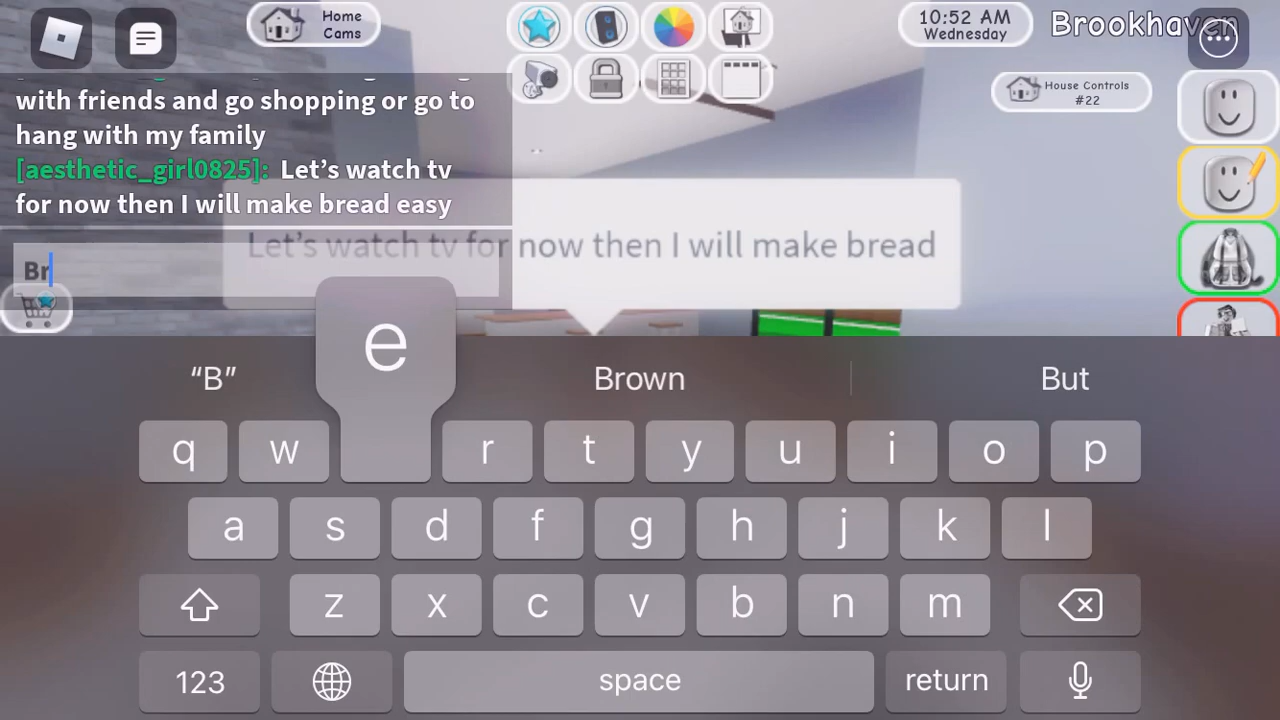 Home
Cams
10:52 AM
Wednesday
Brookhaven
House Controls
#22
with friends and go shopping or go to
hang with my family
[aesthetic_girl0825]: Let's watch tv
for now then I will make bread easy
Let's watch tv for now then I will make bread
Br
e
"B"
Brown
But
q w r t y u i o p
a s d f g h j k l
z x c v b n m
123
space
return